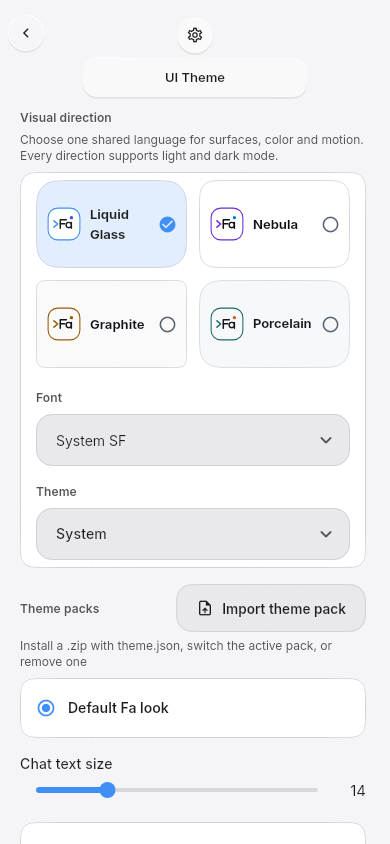 UI Theme
Visual direction
Choose one shared language for surfaces, color and motion.
Every direction supports light and dark mode.
>Fa
Liquid
Glass
>Fa
Nebula
>Fa
Graphite
>Fa
Porcelain
Font
System SF
Theme
System
Theme packs
Import theme pack
Install a .zip with theme.json, switch the active pack, or
remove one
Default Fa look
Chat text size
14